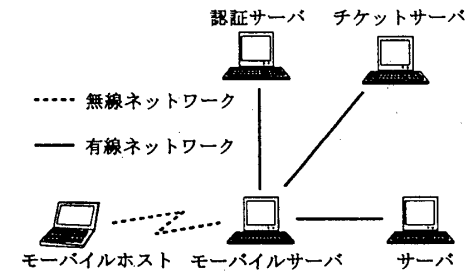 認証サーバ チケットサーバ
無線ネットワーク
有線ネットワーク
モーバイルホスト モーバイルサーバ サーバ